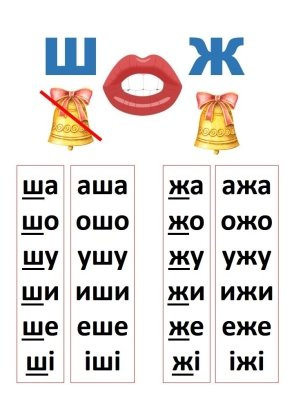 Ш Ж
ша аша жа ажа
шо ошо жо ожо
шу ушу жу ужу
ши иши жи ижи
ше еше же еже
ші іші жі іжі